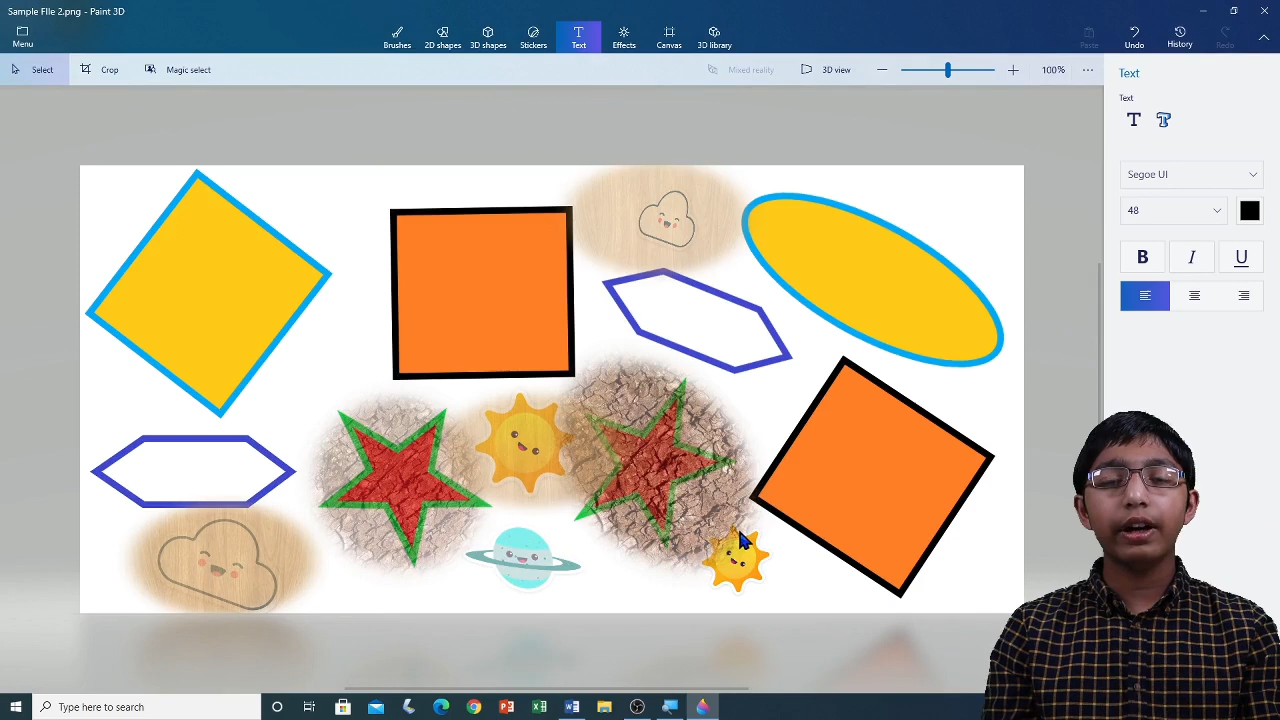 Sample FIle 2.png - Paint 3D
Menu
Brushes 2D shapes 3D shapes Stickers Text Effects Canvas 3D library Paste Undo History Redo
Select Crop Magic select Mixed reality 3D view 100%
Text
Text
T T
Segoe UI
48
B I U
Type here to search